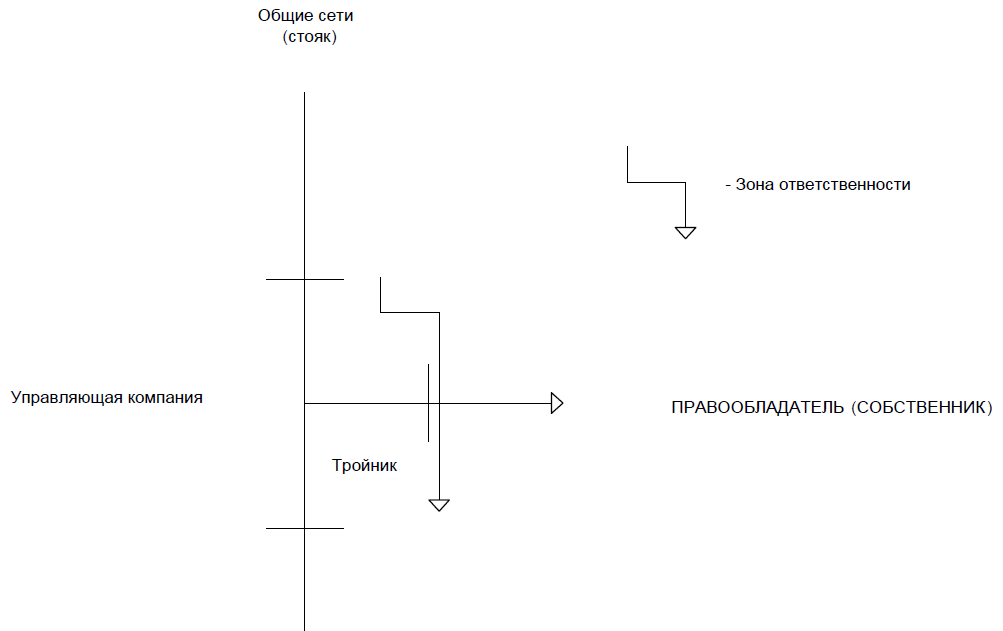 Общие сети
(стояк)
- Зона ответственности
Управляющая компания
ПРАВООБЛАДАТЕЛЬ (СОБСТВЕННИК)
Тройник